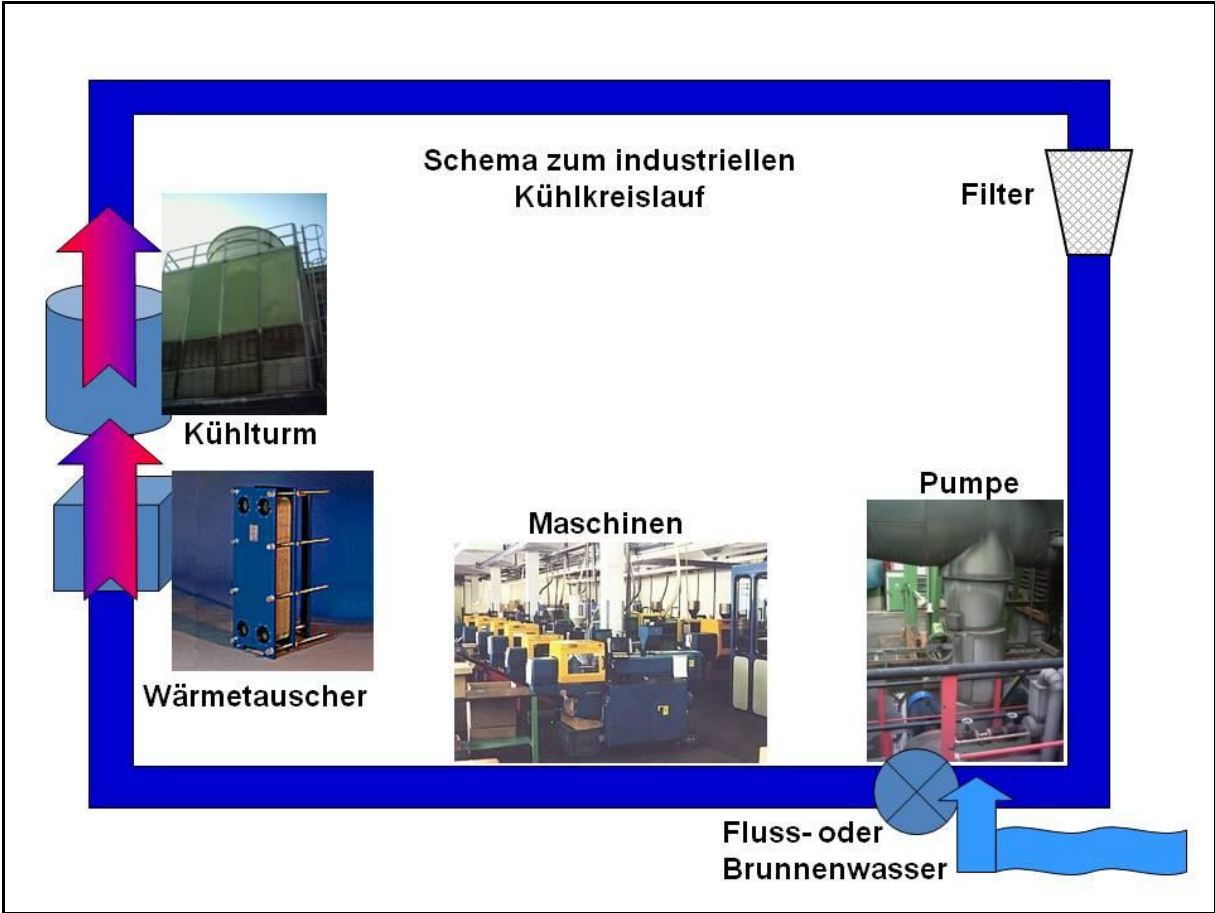 Schema zum industriellen
Kühlkreislauf
Filter
Kühlturm
Pumpe
Maschinen
Wärmetauscher
Fluss- oder
Brunnenwasser